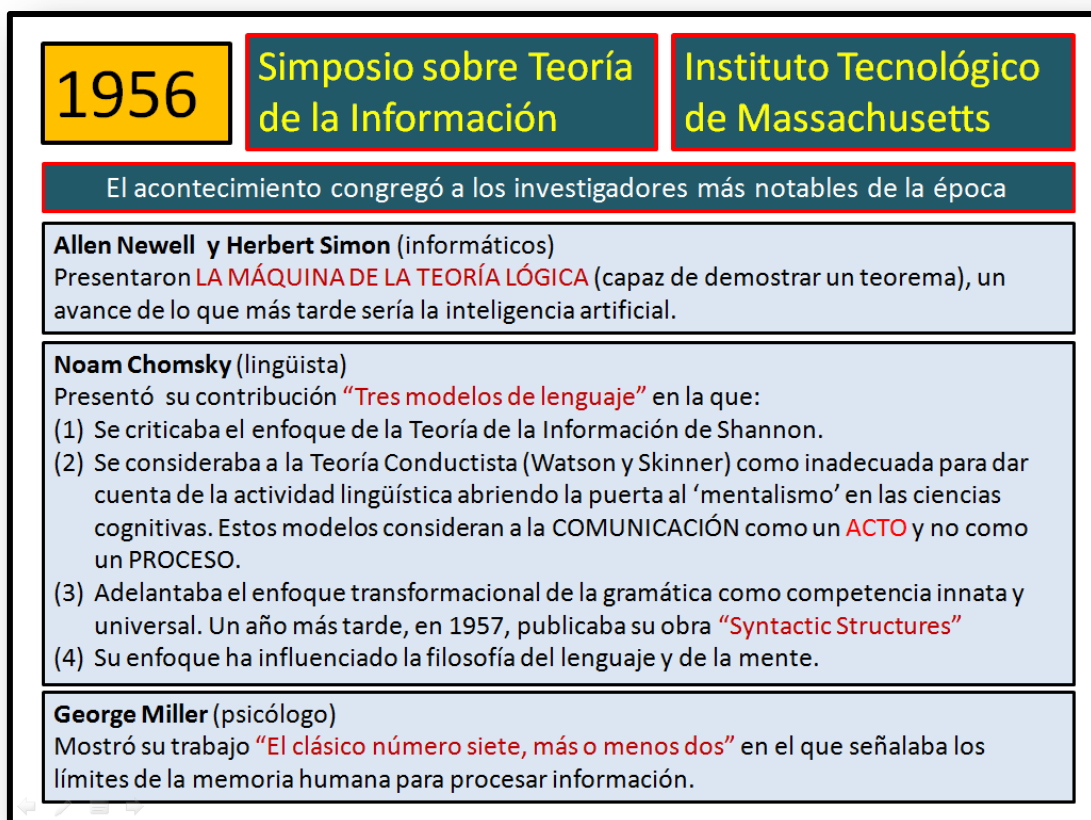 1956
Simposio sobre Teoría
de la Información
Instituto Tecnológico
de Massachusetts
El acontecimiento congregó a los investigadores más notables de la época
Allen Newell y Herbert Simon (informáticos)
Presentaron LA MÁQUINA DE LA TEORÍA LÓGICA (capaz de demostrar un teorema), un
avance de lo que más tarde sería la inteligencia artificial.
Noam Chomsky (lingüista)
Presentó su contribución “Tres modelos de lenguaje” en la que:
(1) Se criticaba el enfoque de la Teoría de la Información de Shannon.
(2) Se consideraba a la Teoría Conductista (Watson y Skinner) como inadecuada para dar
cuenta de la actividad lingüística abriendo la puerta al ‘mentalismo’ en las ciencias
cognitivas. Estos modelos consideran a la COMUNICACIÓN como un ACTO y no como
un PROCESO.
(3) Adelantaba el enfoque transformacional de la gramática como competencia innata y
universal. Un año más tarde, en 1957, publicaba su obra “Syntactic Structures”
(4) Su enfoque ha influenciado la filosofía del lenguaje y de la mente.
George Miller (psicólogo)
Mostró su trabajo “El clásico número siete, más o menos dos” en el que señalaba los
límites de la memoria humana para procesar información.